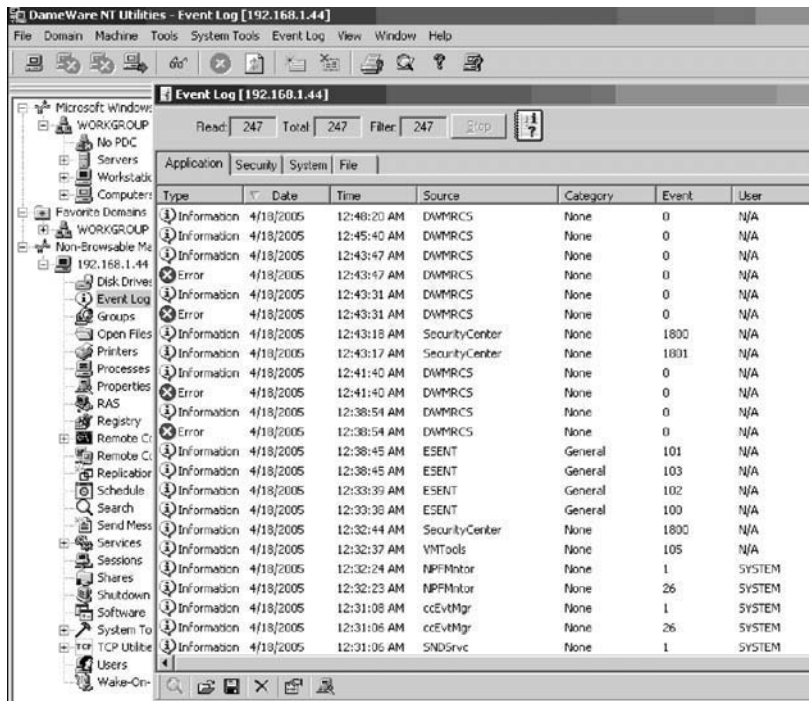 DameWare NT Utilities - Event Log [192.168.1.44]
File Domain Machine Tools System Tools Event Log View Window Help
Event Log [192.168.1.44]
Read: 247 Total 247 Filter: 247 Stop
Application Security System File
Type Date Time Source Category Event User
Information 4/18/2005 12:48:20 AM DWMRCS None 0 N/A
Information 4/18/2005 12:45:40 AM DWMRCS None 0 N/A
Information 4/18/2005 12:43:47 AM DWMRCS None 0 N/A
Error 4/18/2005 12:43:47 AM DWMRCS None 0 N/A
Information 4/18/2005 12:43:31 AM DWMRCS None 0 N/A
Error 4/18/2005 12:43:31 AM DWMRCS None 0 N/A
Information 4/18/2005 12:43:18 AM SecurityCenter None 1800 N/A
Information 4/18/2005 12:43:17 AM SecurityCenter None 1801 N/A
Information 4/18/2005 12:41:40 AM DWMRCS None 0 N/A
Error 4/18/2005 12:41:40 AM DWMRCS None 0 N/A
Information 4/18/2005 12:38:54 AM DWMRCS None 0 N/A
Error 4/18/2005 12:38:54 AM DWMRCS None 0 N/A
Information 4/18/2005 12:38:45 AM ESENT General 101 N/A
Information 4/18/2005 12:38:45 AM ESENT General 103 N/A
Information 4/18/2005 12:33:39 AM ESENT General 102 N/A
Information 4/18/2005 12:33:38 AM ESENT General 100 N/A
Information 4/18/2005 12:32:44 AM SecurityCenter None 1800 N/A
Information 4/18/2005 12:32:37 AM VMTools None 105 N/A
Information 4/18/2005 12:32:24 AM NPFMntor None 1 SYSTEM
Information 4/18/2005 12:32:23 AM NPFMntor None 26 SYSTEM
Information 4/18/2005 12:31:08 AM ccEvtMgr None 1 SYSTEM
Information 4/18/2005 12:31:06 AM ccEvtMgr None 26 SYSTEM
Information 4/18/2005 12:31:06 AM SNDSrvc None 1 SYSTEM
Microsoft Windows
WORKGROUP
No PDC
Servers
Workstatic
Computers
Favorite Domains
WORKGROUP
Non-Browsable Ma
192.168.1.44
Disk Drives
Event Log
Groups
Open Files
Printers
Processes
Properties
RAS
Registry
Remote Co
Remote Co
Replication
Schedule
Search
Send Mess
Services
Sessions
Shares
Shutdown
Software
System To
TCP Utilitie
Users
Wake-On-